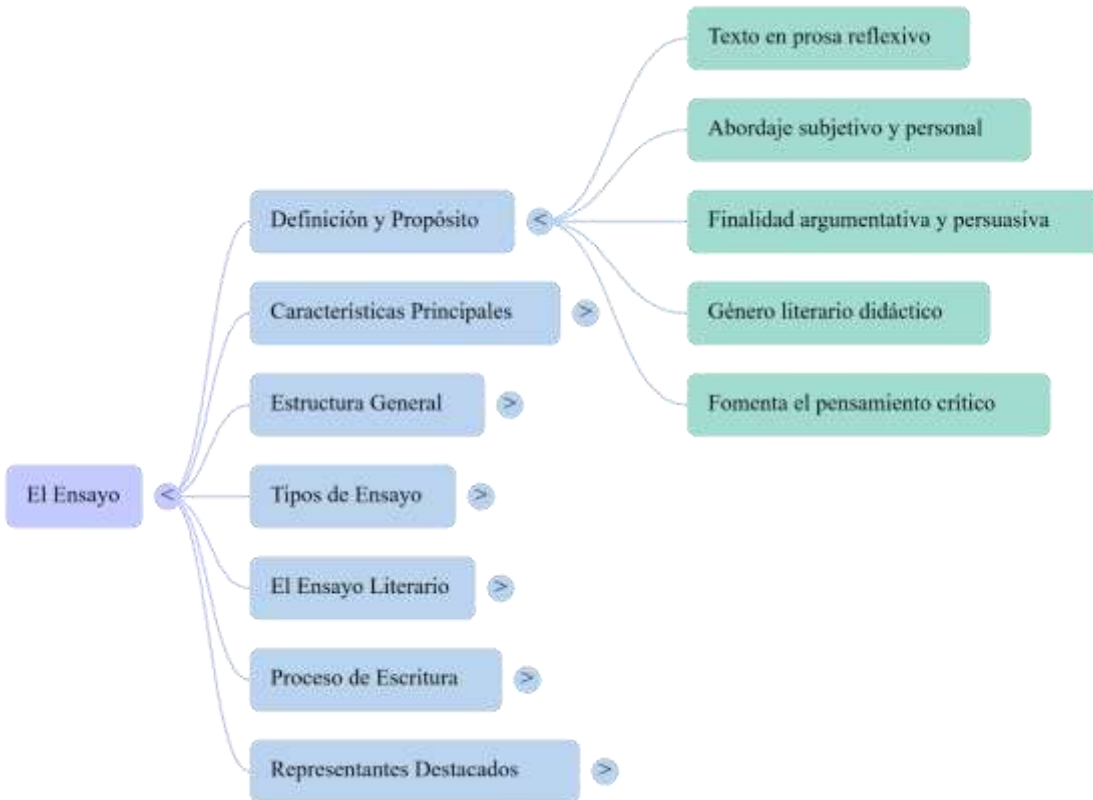 El Ensayo
<
Definición y Propósito
<
Texto en prosa reflexivo
Abordaje subjetivo y personal
Finalidad argumentativa y persuasiva
Género literario didáctico
Fomenta el pensamiento crítico
Características Principales
>
Estructura General
>
Tipos de Ensayo
>
El Ensayo Literario
>
Proceso de Escritura
>
Representantes Destacados
>